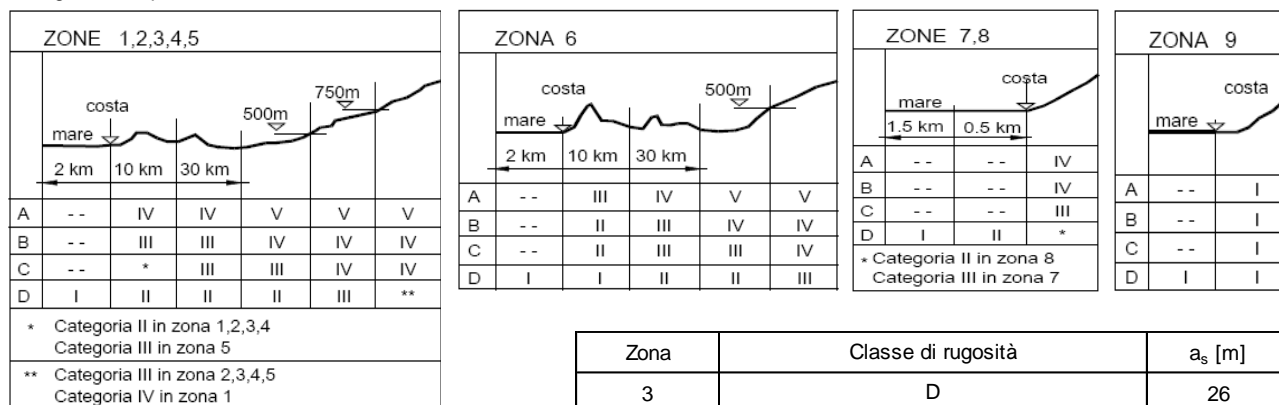 ZONE 1,2,3,4,5
mare
costa
500m
750m
2 km 10 km 30 km
A -- IV IV V V V
B -- III III IV IV IV
C -- * III III IV IV
D I II II II III **
* Categoria II in zona 1,2,3,4
Categoria III in zona 5
** Categoria III in zona 2,3,4,5
Categoria IV in zona 1
ZONA 6
mare
costa
500m
2 km 10 km 30 km
A -- III IV V V
B -- II III IV IV
C -- II III III IV
D I I II II III
ZONE 7,8
mare
costa
1.5 km 0.5 km
A -- -- IV
B -- -- IV
C -- -- III
D I II *
* Categoria II in zona 8
Categoria III in zona 7
ZONA 9
mare
costa
A -- I
B -- I
C -- I
D I I
Zona Classe di rugosità as [m]
3 D 26